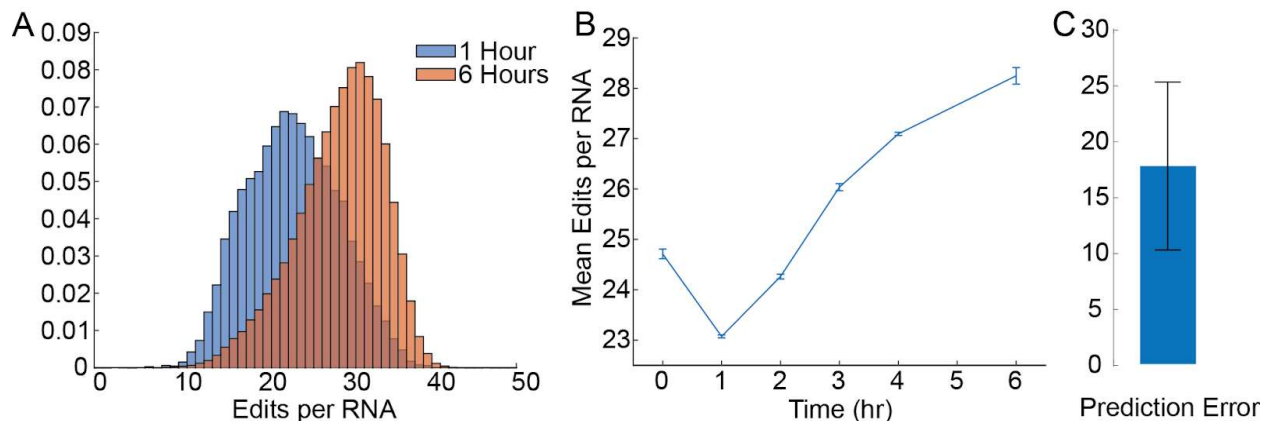 A
0.09
0.08
0.07
0.06
0.05
0.04
0.03
0.02
0.01
0
0 10 20 30 40 50
Edits per RNA
1 Hour
6 Hours
B
29
28
27
26
25
24
23
Mean Edits per RNA
0 1 2 3 4 5 6
Time (hr)
C
30
25
20
15
10
5
0
Prediction Error